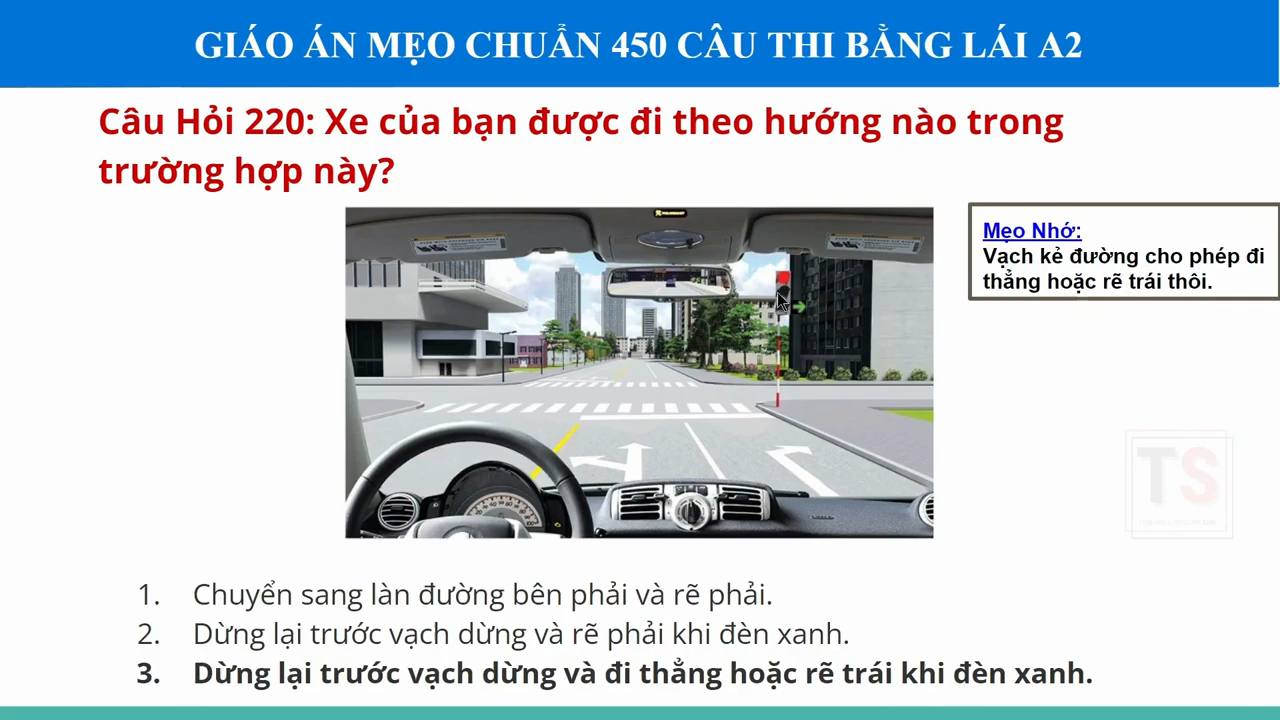 GIÁO ÁN MẸO CHUẨN 450 CÂU THI BẰNG LÁI A2
Câu Hỏi 220: Xe của bạn được đi theo hướng nào trong
trường hợp này?
Mẹo Nhớ:
Vạch kẻ đường cho phép đi
thẳng hoặc rẽ trái thôi.
TS
1. Chuyển sang làn đường bên phải và rẽ phải.
2. Dừng lại trước vạch dừng và rẽ phải khi đèn xanh.
3. Dừng lại trước vạch dừng và đi thẳng hoặc rẽ trái khi đèn xanh.